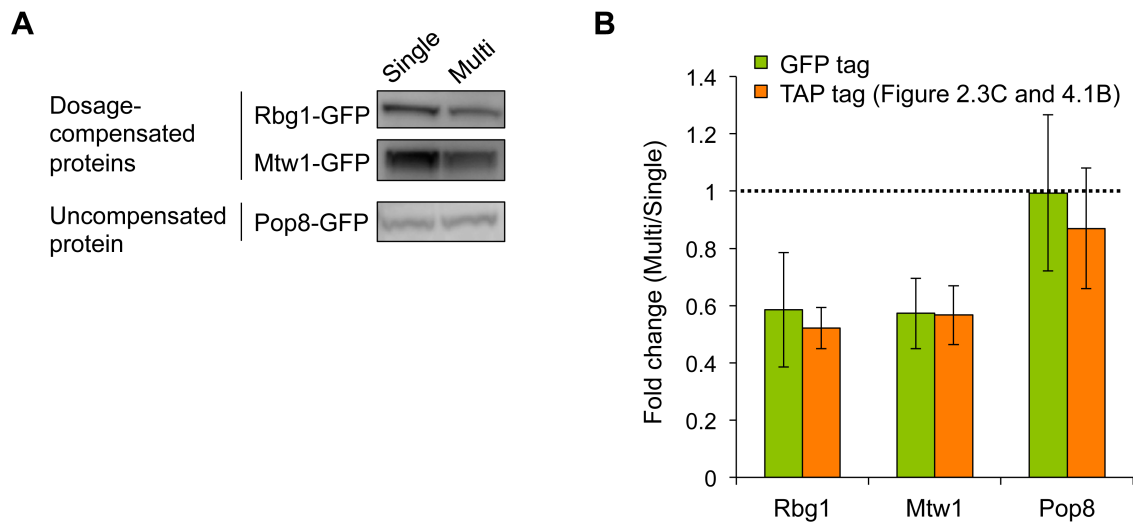 A
Single
Multi
Dosage-
compensated
proteins
Rbg1-GFP
Mtw1-GFP
Uncompensated
protein
Pop8-GFP
B
GFP tag
TAP tag (Figure 2.3C and 4.1B)
Fold change (Multi/Single)
1.4
1.2
1
0.8
0.6
0.4
0.2
0
Rbg1
Mtw1
Pop8